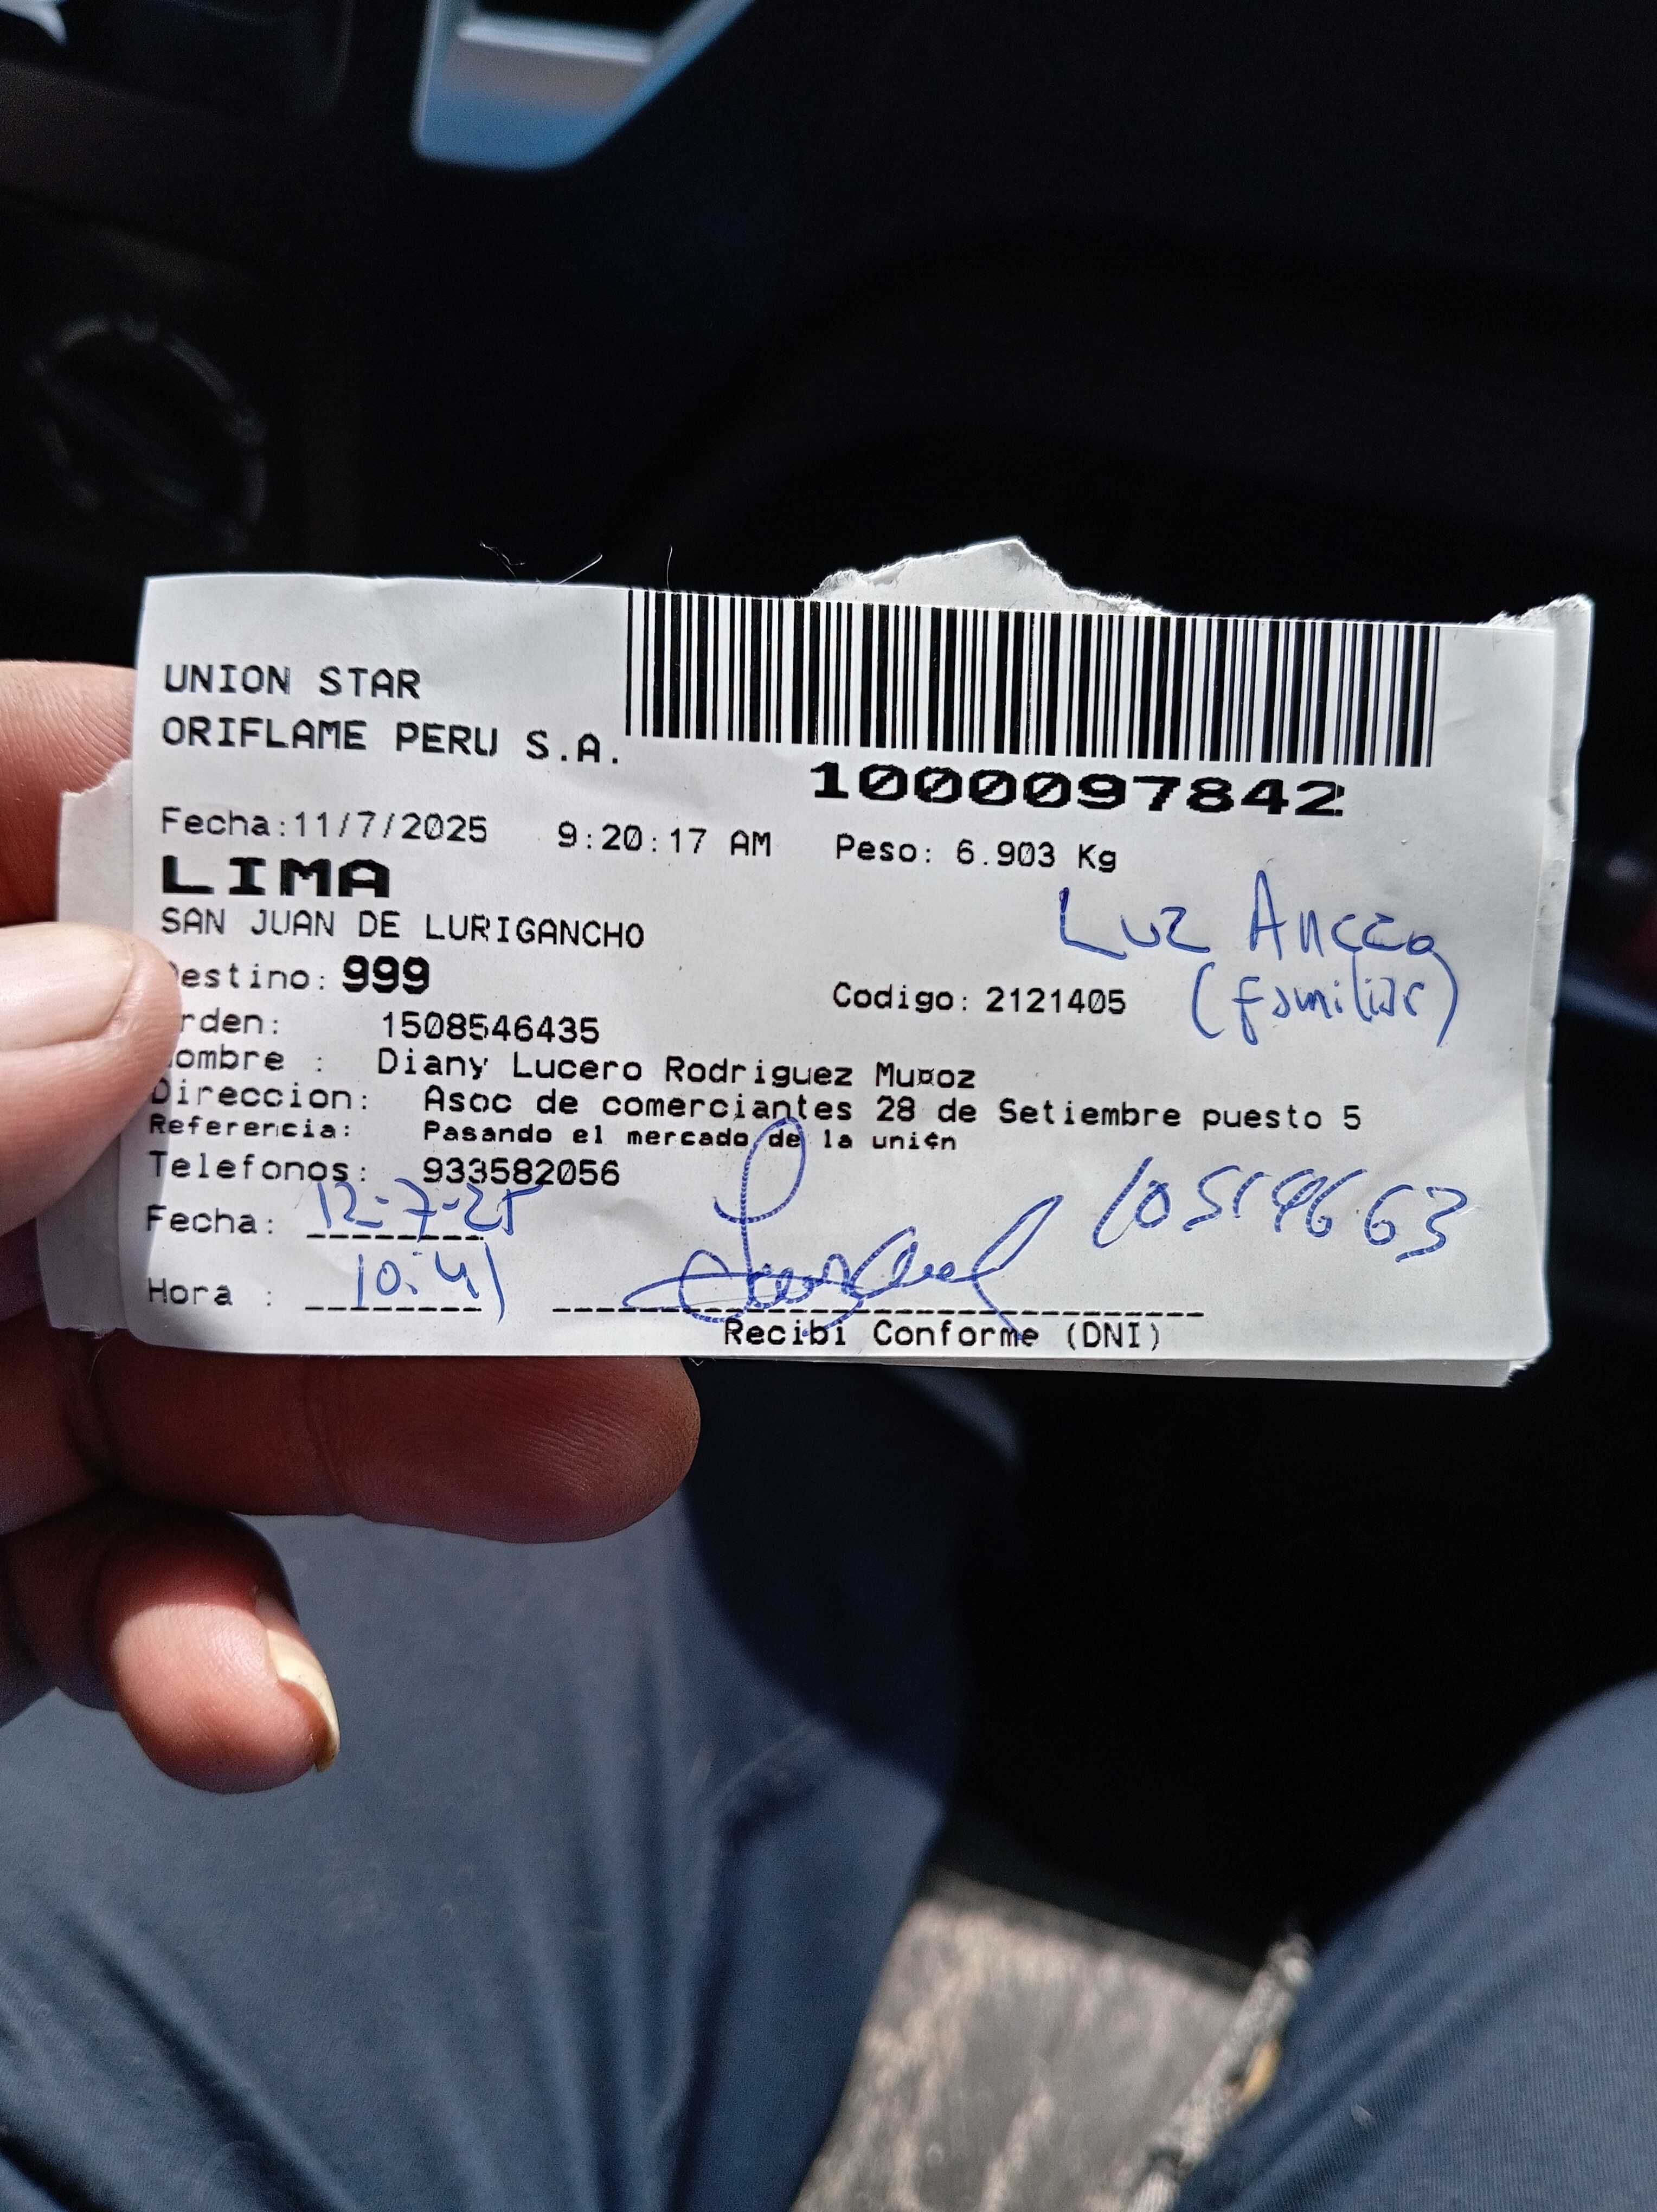 UNION STAR
ORIFLAME PERU S.A.
1000097842
Fecha:11/7/2025 9:20:17 AM Peso: 6.903 Kg
LIMA
SAN JUAN DE LURIGANCHO
Luz
(familiar)
estino: 999
Codigo: 2121405
rden: 1508546435
ombre : Diany Lucero Rodriguez Mu¤oz
Direccion: Asoc de comerciantes 28 de Setiembre puesto 5
Referencia: Pasando el mercado de la uni¢n
Telefonos: 933582056
Fecha: 12-7-25
Hora : 10:41
Recibi Conforme (DNI)